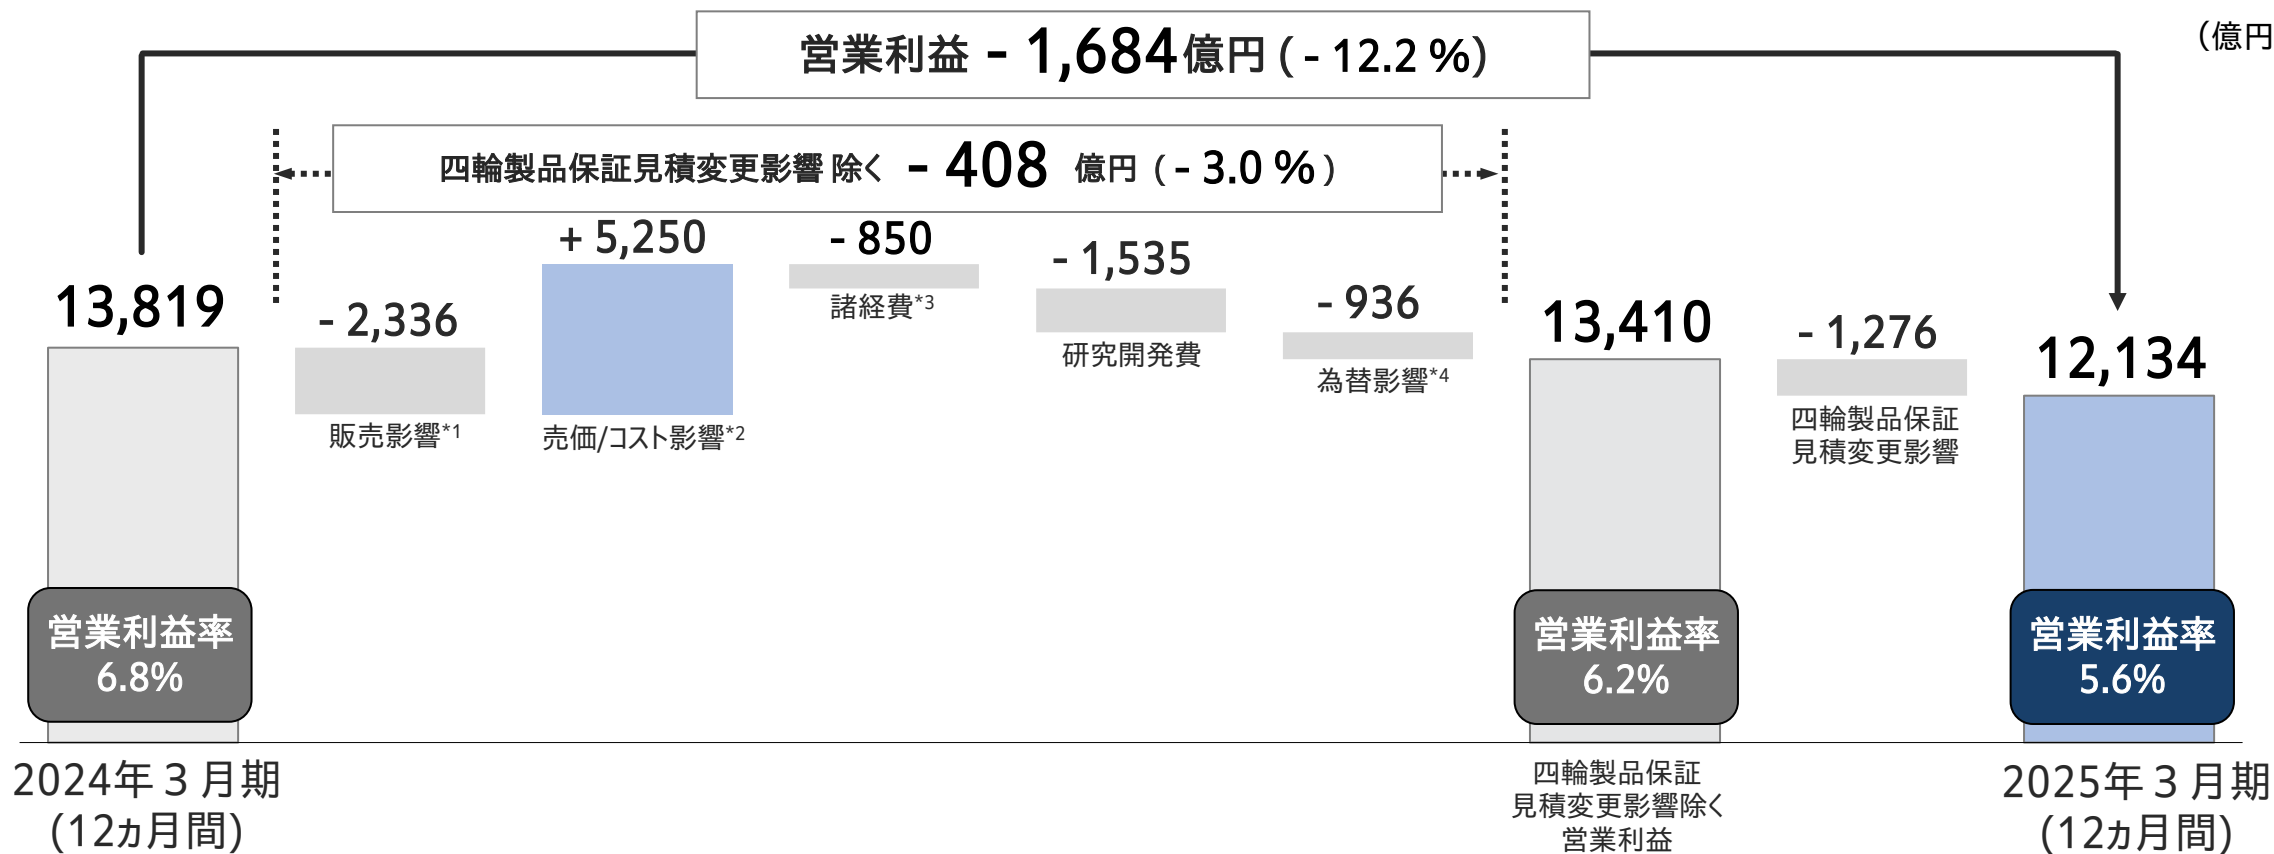 (億円
営業利益 - 1,684億円 ( - 12.2 %)
四輪製品保証見積変更影響 除く - 408 億円 ( - 3.0 % )
13,819
- 2,336
販売影響*1
+ 5,250
売価/コスト影響*2
- 850
諸経費*3
- 1,535
研究開発費
- 936
為替影響*4
13,410
- 1,276
四輪製品保証
見積変更影響
12,134
営業利益率
6.8%
営業利益率
6.2%
営業利益率
5.6%
2024年3月期
(12ヵ月間)
四輪製品保証
見積変更影響除く
営業利益
2025年3月期
(12ヵ月間)